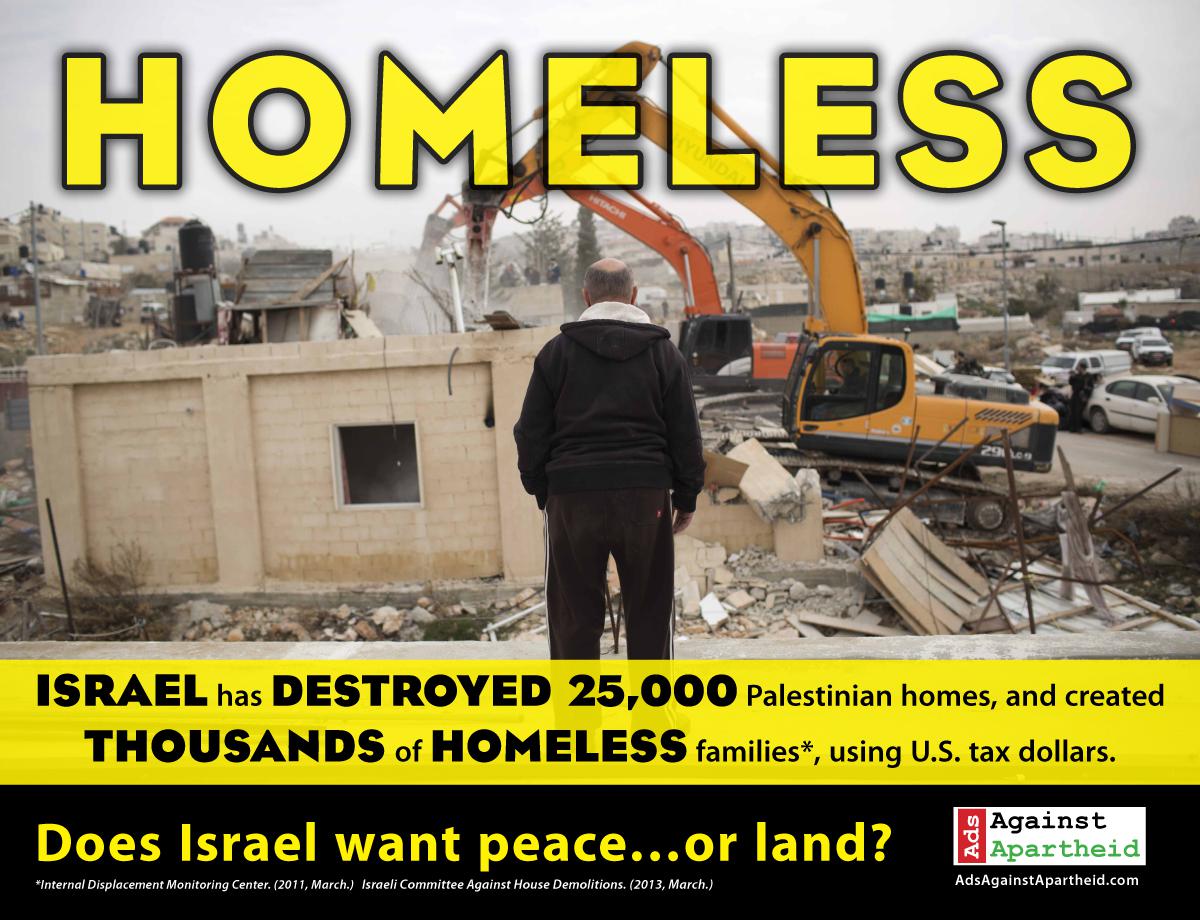 HOMELESS
HYUNDAI
HITACHI
ISRAEL has DESTROYED 25,000 Palestinian homes, and created
THOUSANDS of HOMELESS families*, using U.S. tax dollars.
Does Israel want peace...or land?
*Internal Displacement Monitoring Center. (2011, March.) Israeli Committee Against House Demolitions. (2013, March.)
Ads Against
Apartheid
AdsAgainstApartheid.com